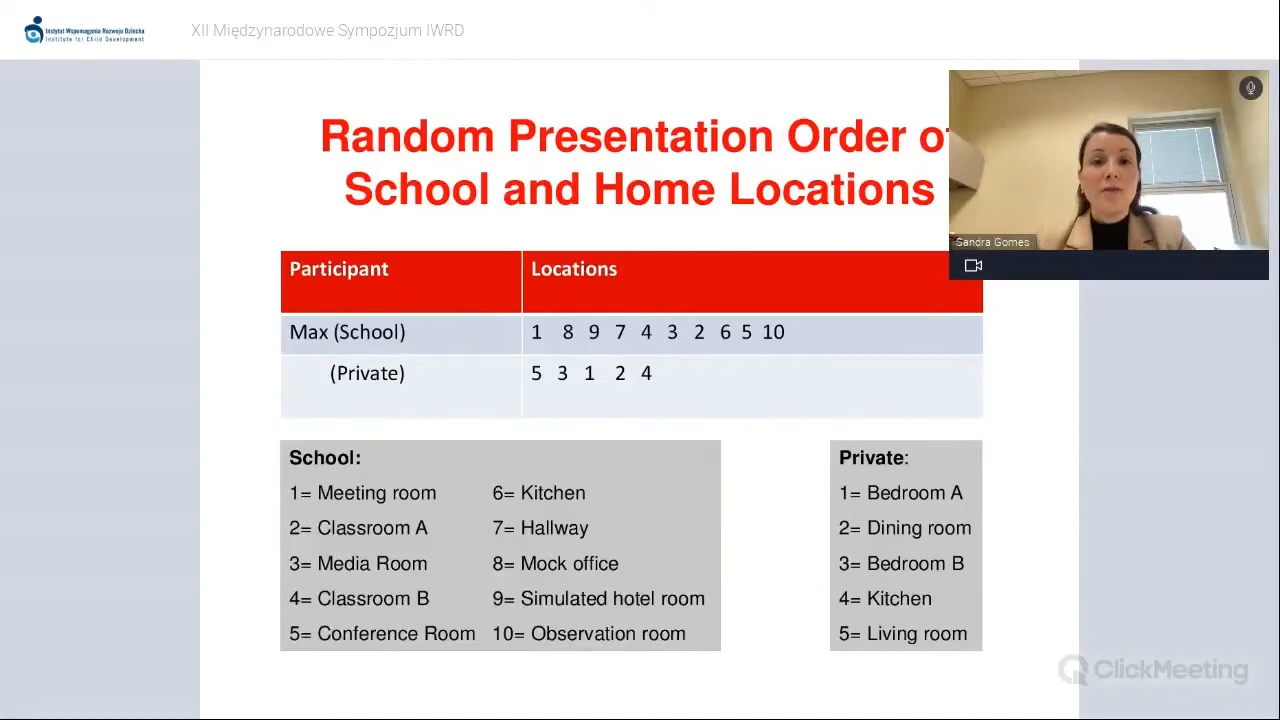 Instytut Wspomagania Rozwoju Dziecka
Institute for Child Development
XII Międzynarodowe Sympozjum IWRD
Random Presentation Order of
School and Home Locations
Sandra Gomes
Participant Locations
Max (School) 1 8 9 7 4 3 2 6 5 10
(Private) 5 3 1 2 4
School:
1= Meeting room 6= Kitchen
2= Classroom A 7= Hallway
3= Media Room 8= Mock office
4= Classroom B 9= Simulated hotel room
5= Conference Room 10= Observation room
Private:
1= Bedroom A
2= Dining room
3= Bedroom B
4= Kitchen
5= Living room
ClickMeeting